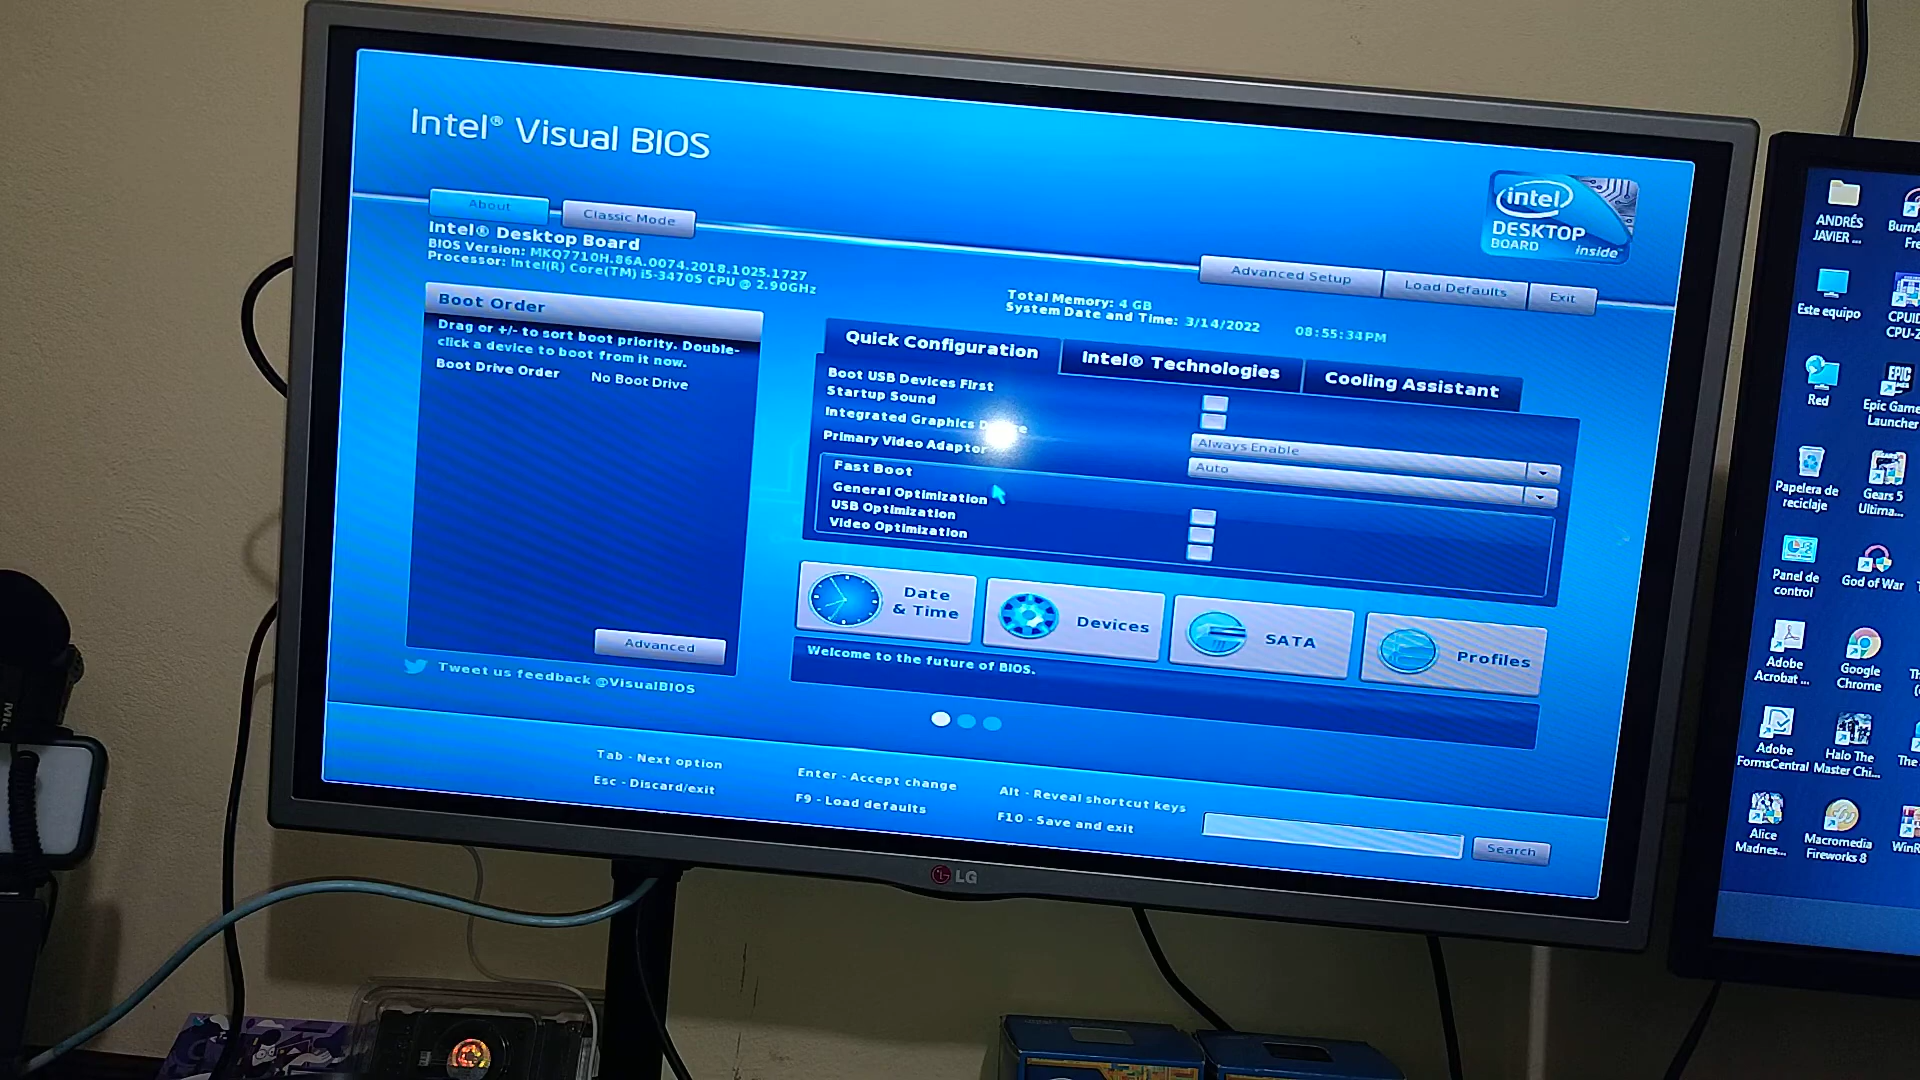 Intel® Visual BIOS
About
Classic Mode
Intel® Desktop Board
BIOS Version: MKQ7710H.86A.0074.2018.1025.1727
Processor: Intel(R) Core(TM) i5-3470S CPU @ 2.90GHz
intel
DESKTOP
BOARD
inside
Advanced Setup
Load Defaults
Exit
Total Memory: 4 GB
System Date and Time: 3/14/2022 08:55:34PM
Boot Order
Drag or +/- to sort boot priority. Double-
click a device to boot from it now.
Boot Drive Order No Boot Drive
Advanced
Tweet us feedback @VisualBIOS
Quick Configuration
Intel® Technologies
Cooling Assistant
Boot USB Devices First
Startup Sound
Integrated Graphics
Always Enable
Primary Video Adaptor
Auto
Fast Boot
General Optimization
USB Optimization
Video Optimization
Date
& Time
Devices
SATA
Profiles
Welcome to the future of BIOS.
Tab - Next option
Esc - Discard/exit
Enter - Accept change
F9 - Load defaults
Alt - Reveal shortcut keys
F10 - Save and exit
Search
LG
ANDRÉS
JAVIER ...
Este equipo
CPUID
CPU-Z
Red
EPIC
Epic Game
Launcher
Papelera de
reciclaje
Gears 5
Ultima...
Panel de
control
God of War
Adobe
Acrobat ...
Google
Chrome
Adobe
FormsCentral
Halo The
Master Chi...
Alice
Madnes...
Macromedia
Fireworks 8